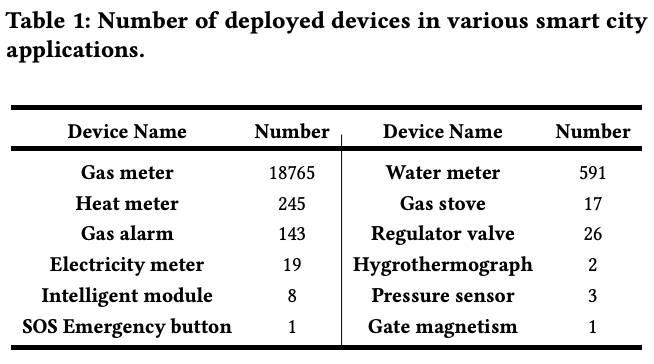 Table 1: Number of deployed devices in various smart city
applications.
Device Name Number Device Name Number
Gas meter 18765 Water meter 591
Heat meter 245 Gas stove 17
Gas alarm 143 Regulator valve 26
Electricity meter 19 Hygrothermograph 2
Intelligent module 8 Pressure sensor 3
SOS Emergency button 1 Gate magnetism 1